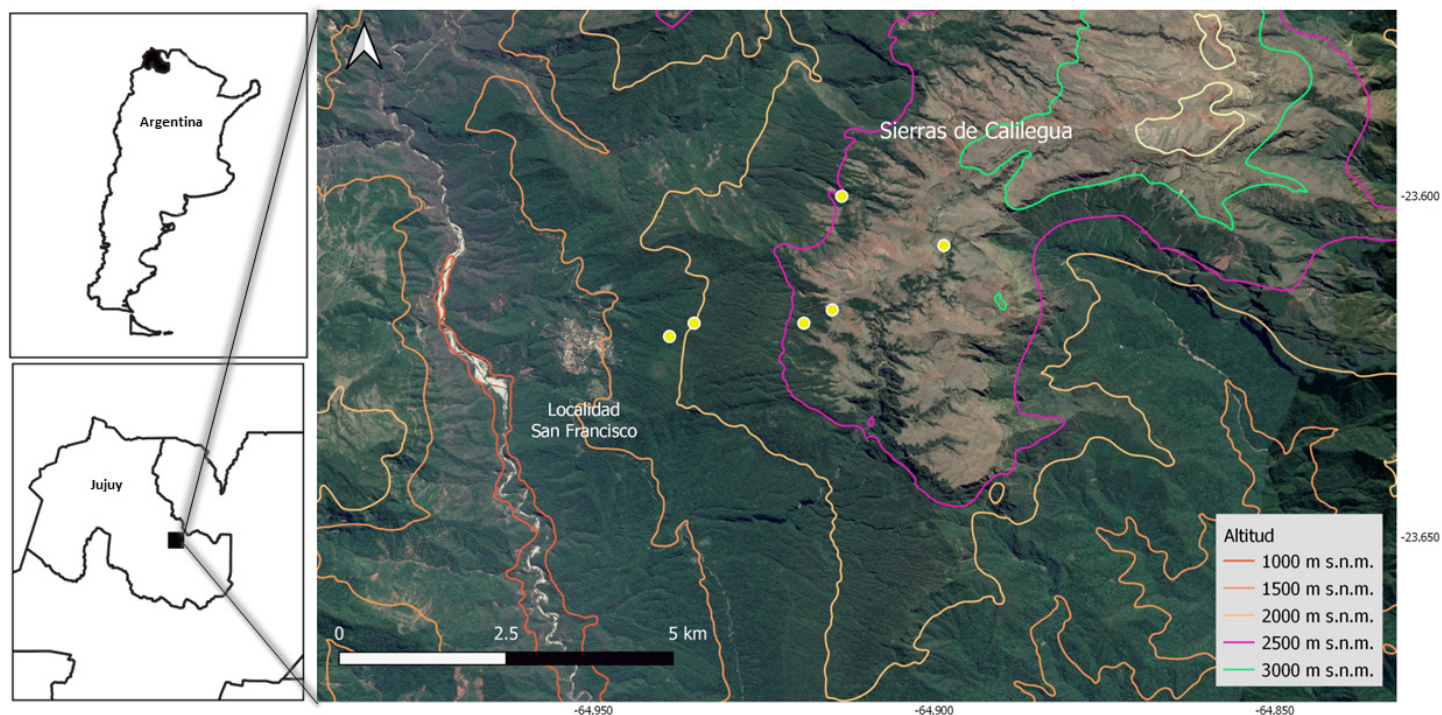 Argentina
Jujuy
Sierras de Calilegua
Localidad
San Francisco
0 2.5 5 km
Altitud
1000 m s.n.m.
1500 m s.n.m.
2000 m s.n.m.
2500 m s.n.m.
3000 m s.n.m.
-23.600
-23.650
-64.950 -64.900 -64.850